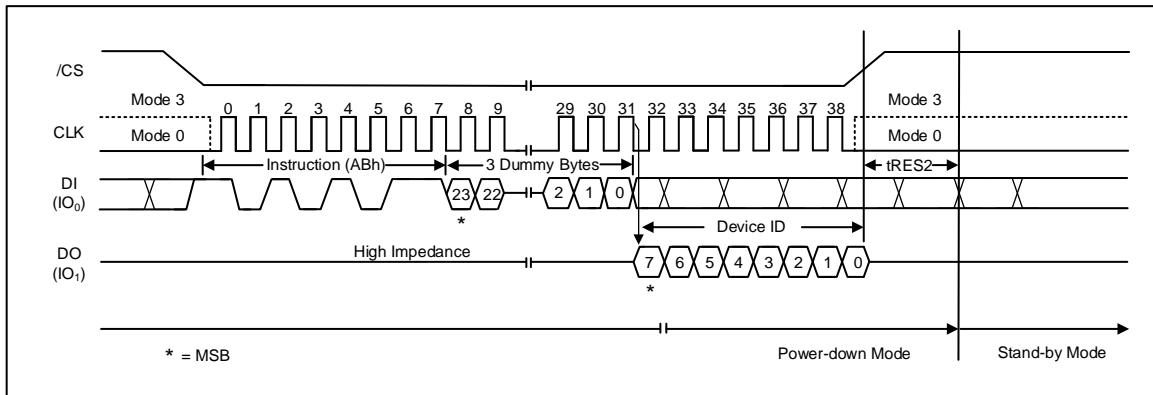 /CS
Mode 3
0 1 2 3 4 5 6 7 8 9 29 30 31 32 33 34 35 36 37 38
Mode 3
CLK
Mode 0
Mode 0
Instruction (ABh)
3 Dummy Bytes
tRES2
DI
(IO0)
23 22 2 1 0
*
Device ID
DO
(IO1)
High Impedance
7 6 5 4 3 2 1 0
*
* = MSB
Power-down Mode
Stand-by Mode